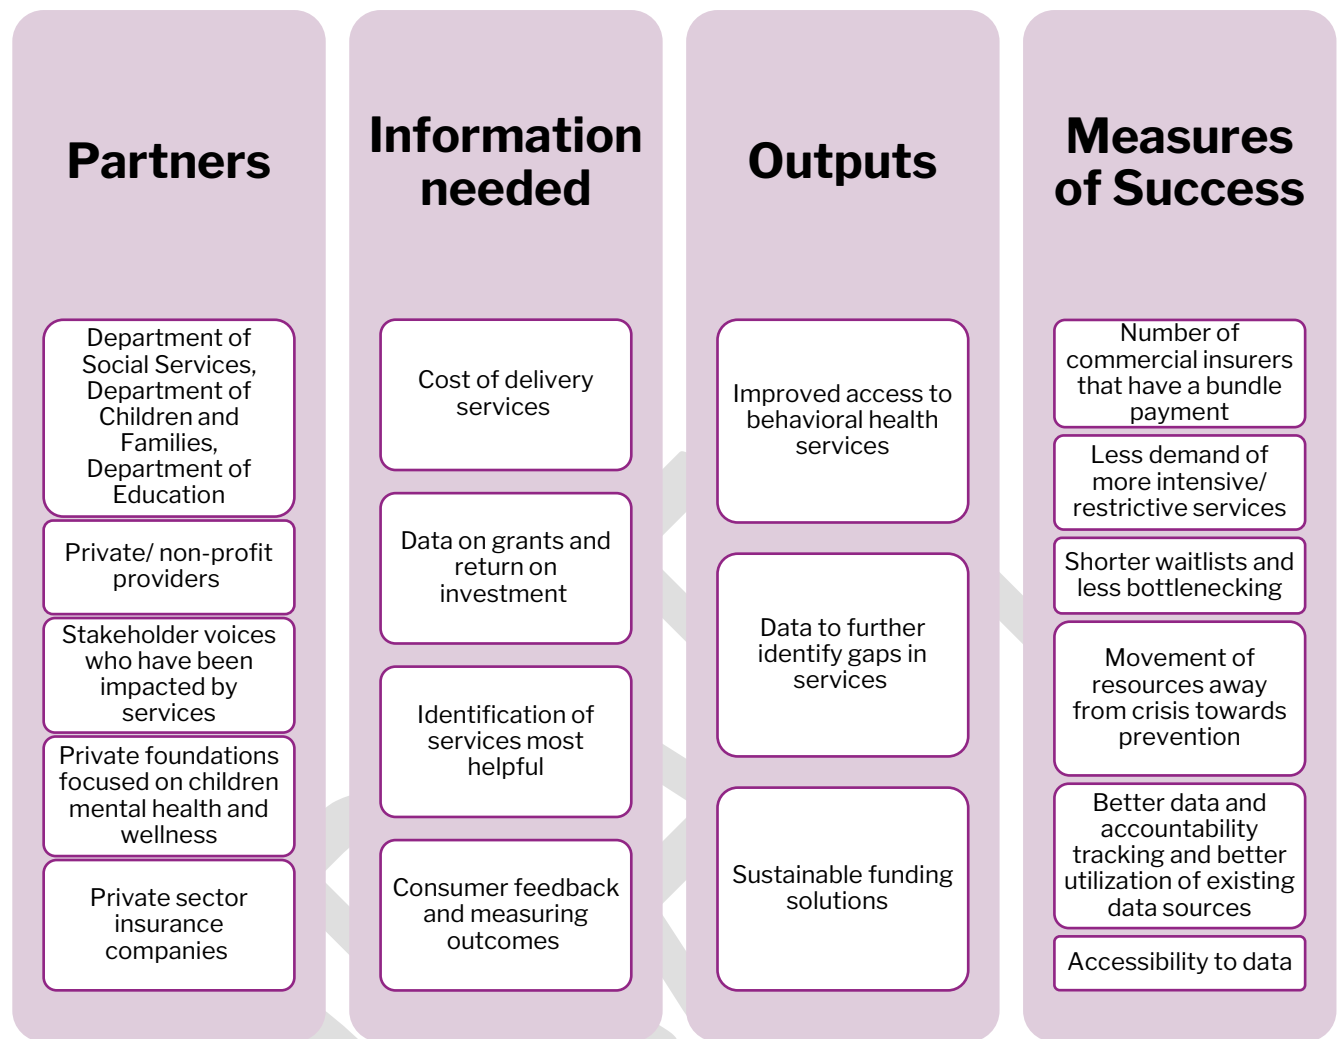 Partners
Department of
Social Services,
Department of
Children and
Families,
Department of
Education
Private/ non-profit
providers
Stakeholder voices
who have been
impacted by
services
Private foundations
focused on children
mental health and
wellness
Private sector
insurance
companies
Information
needed
Cost of delivery
services
Data on grants and
return on
investment
Identification of
services most
helpful
Consumer feedback
and measuring
outcomes
Outputs
Improved access to
behavioral health
services
Data to further
identify gaps in
services
Sustainable funding
solutions
Measures
of Success
Number of
commercial insurers
that have a bundle
payment
Less demand of
more intensive/
restrictive services
Shorter waitlists and
less bottlenecking
Movement of
resources away
from crisis towards
prevention
Better data and
accountability
tracking and better
utilization of existing
data sources
Accessibility to data